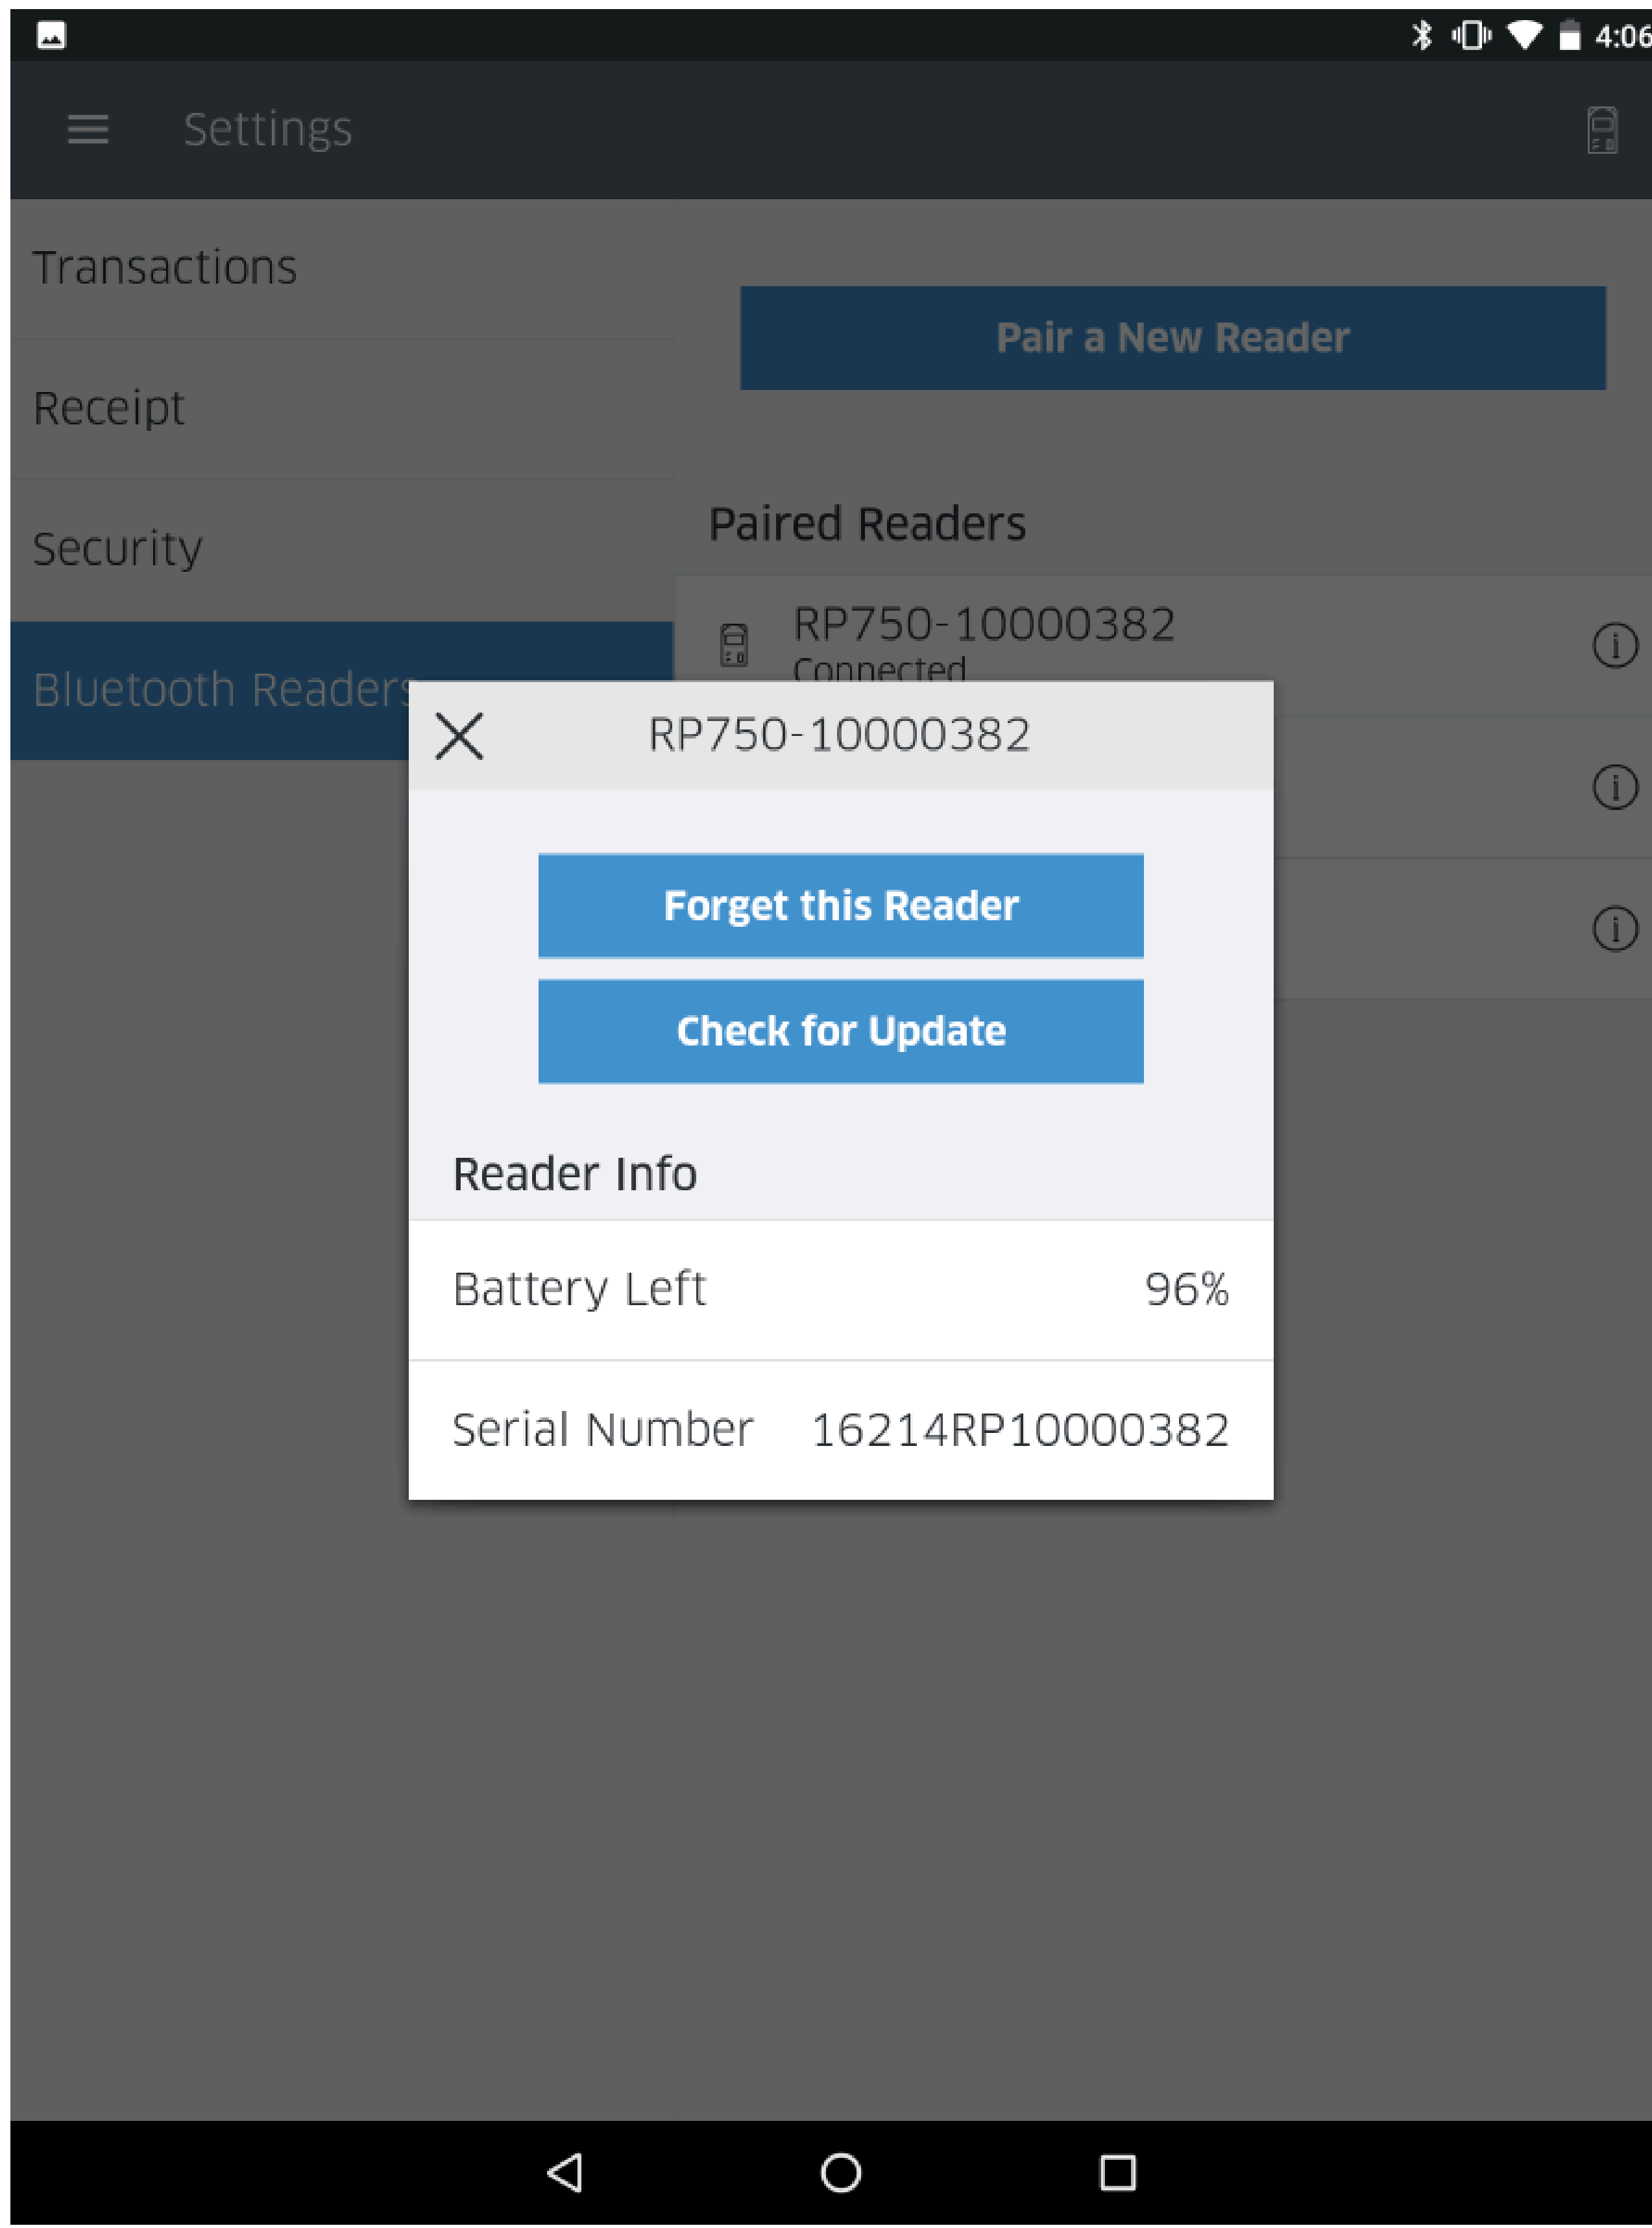 4:06
Settings
Transactions
Receipt
Security
Bluetooth Readers
Pair a New Reader
Paired Readers
RP750-10000382
Connected
RP750-10000382
Forget this Reader
Check for Update
Reader Info
Battery Left 96%
Serial Number 16214RP10000382